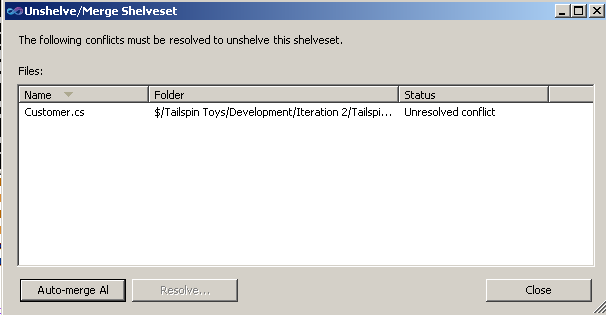 Unshelve/Merge Shelveset
The following conflicts must be resolved to unshelve this shelveset.
Files:
Name Folder Status
Customer.cs $/Tailspin Toys/Development/Iteration 2/Tailspi... Unresolved conflict
Auto-merge Al Resolve... Close